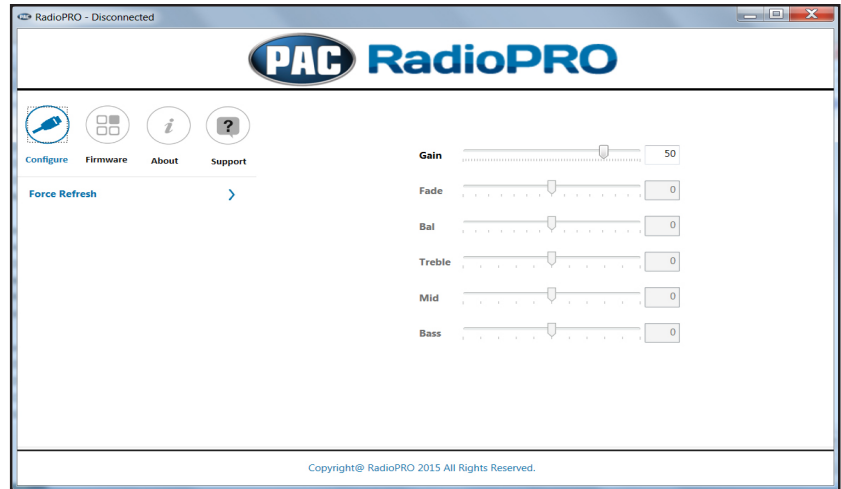 RadioPRO - Disconnected
PAC RadioPRO
Configure Firmware About Support
Force Refresh
Gain 50
Fade 0
Bal 0
Treble 0
Mid 0
Bass 0
Copyright@ RadioPRO 2015 All Rights Reserved.